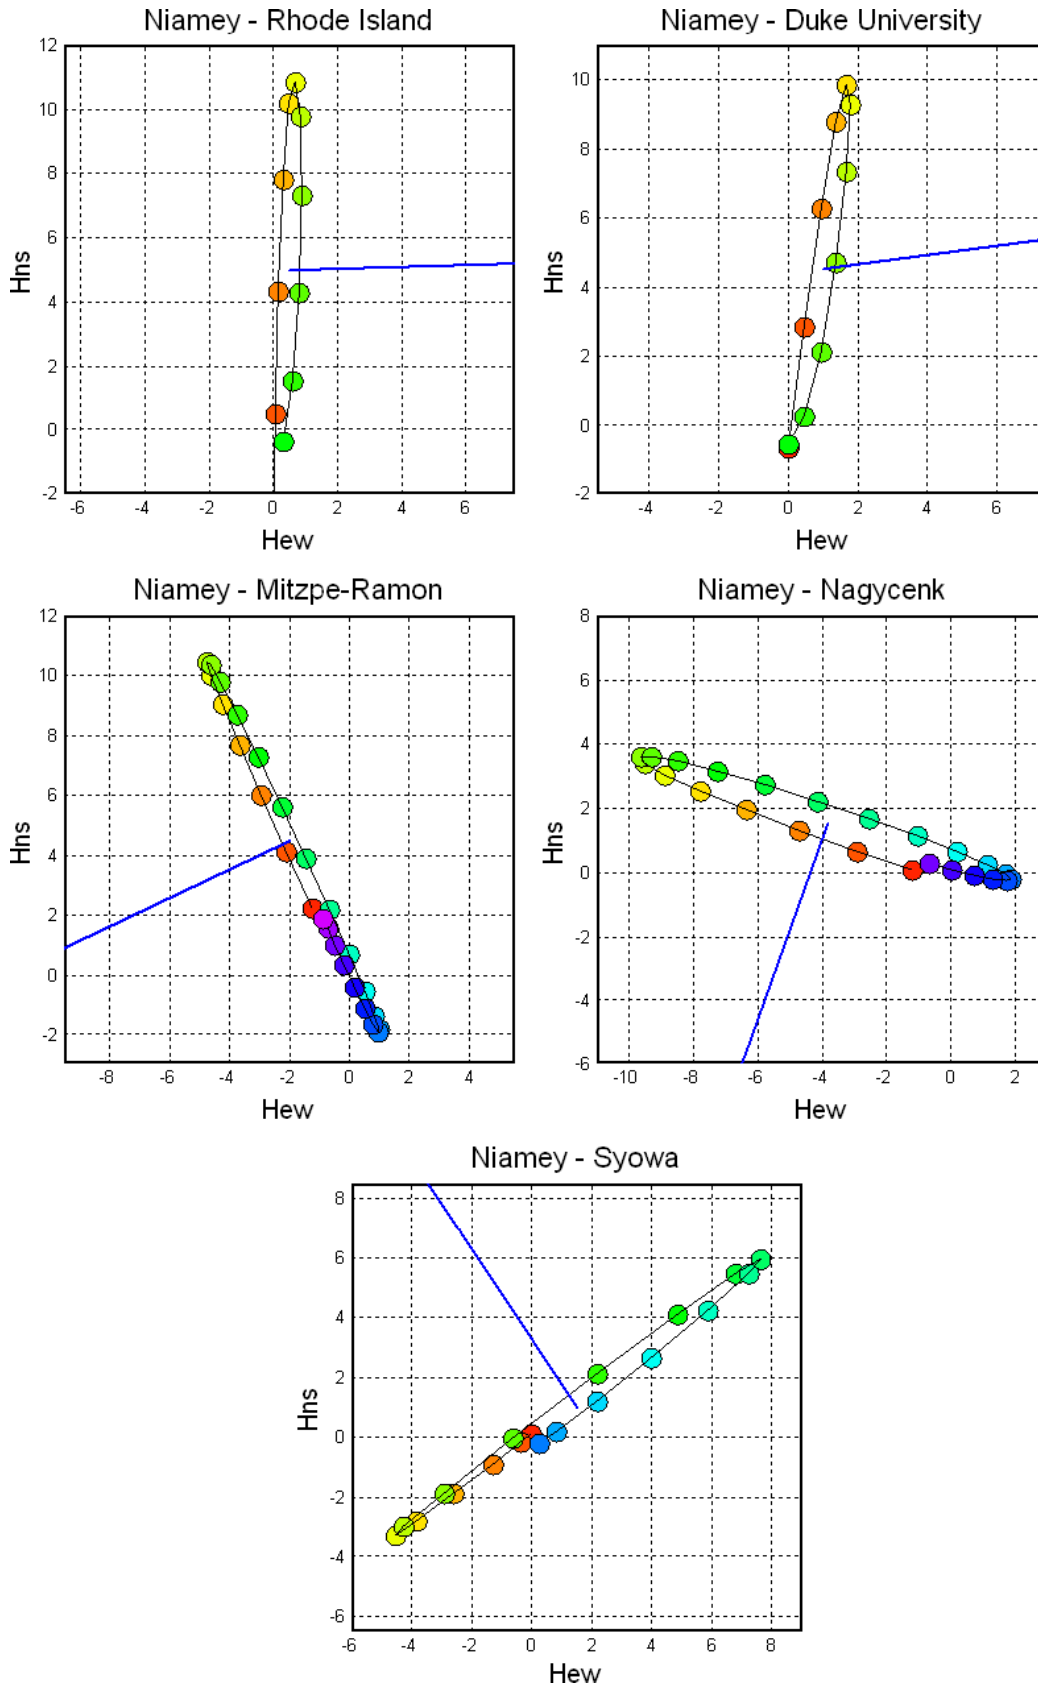 Niamey - Rhode Island
12
10
8
6
4
2
0
-2
Hns
-6 -4 -2 0 2 4 6
Hew
Niamey - Duke University
10
8
6
4
2
0
-2
Hns
-4 -2 0 2 4 6
Hew
Niamey - Mitzpe-Ramon
12
10
8
6
4
2
0
-2
Hns
-8 -6 -4 -2 0 2 4
Hew
Niamey - Nagycenk
8
6
4
2
0
-2
-4
-6
Hns
-10 -8 -6 -4 -2 0 2
Hew
Niamey - Syowa
8
6
4
2
0
-2
-4
-6
Hns
-6 -4 -2 0 2 4 6 8
Hew